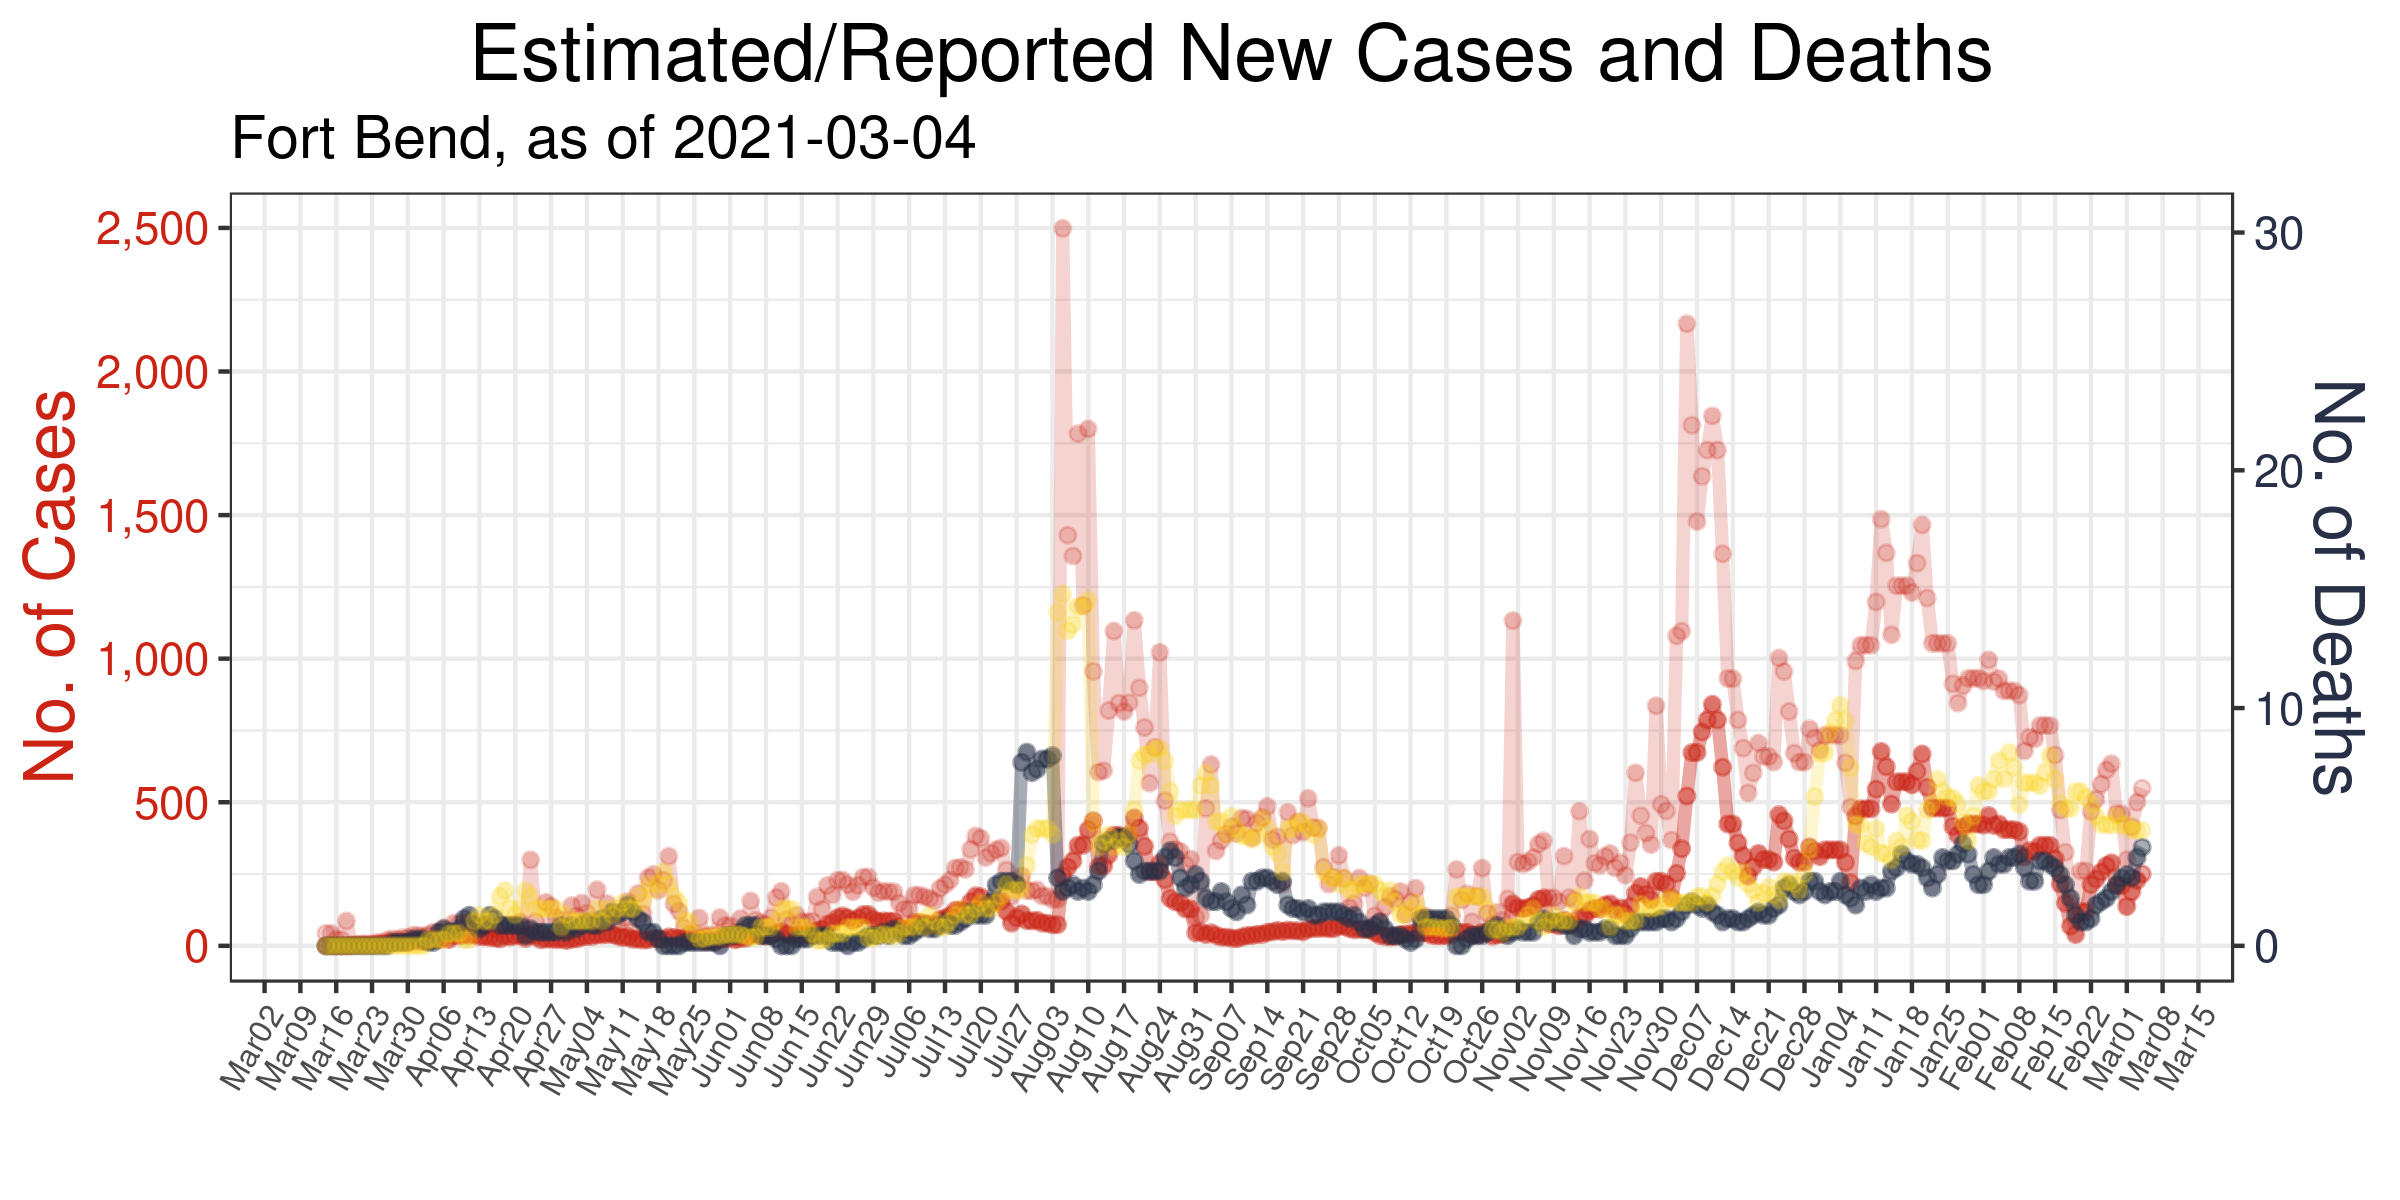 Estimated/Reported New Cases and Deaths
Fort Bend, as of 2021-03-04
No. of Cases
2,500
2,000
1,500
1,000
500
0
30
20
10
0
No. of Deaths
Mar02
Mar09
Mar16
Mar23
Mar30
Apr06
Apr13
Apr20
Apr27
May04
May11
May18
May25
Jun01
Jun08
Jun15
Jun22
Jun29
Jul06
Jul13
Jul20
Jul27
Aug03
Aug10
Aug17
Aug24
Aug31
Sep07
Sep14
Sep21
Sep28
Oct05
Oct12
Oct19
Oct26
Nov02
Nov09
Nov16
Nov23
Nov30
Dec07
Dec14
Dec21
Dec28
Jan04
Jan11
Jan18
Jan25
Feb01
Feb08
Feb15
Feb22
Mar01
Mar08
Mar15